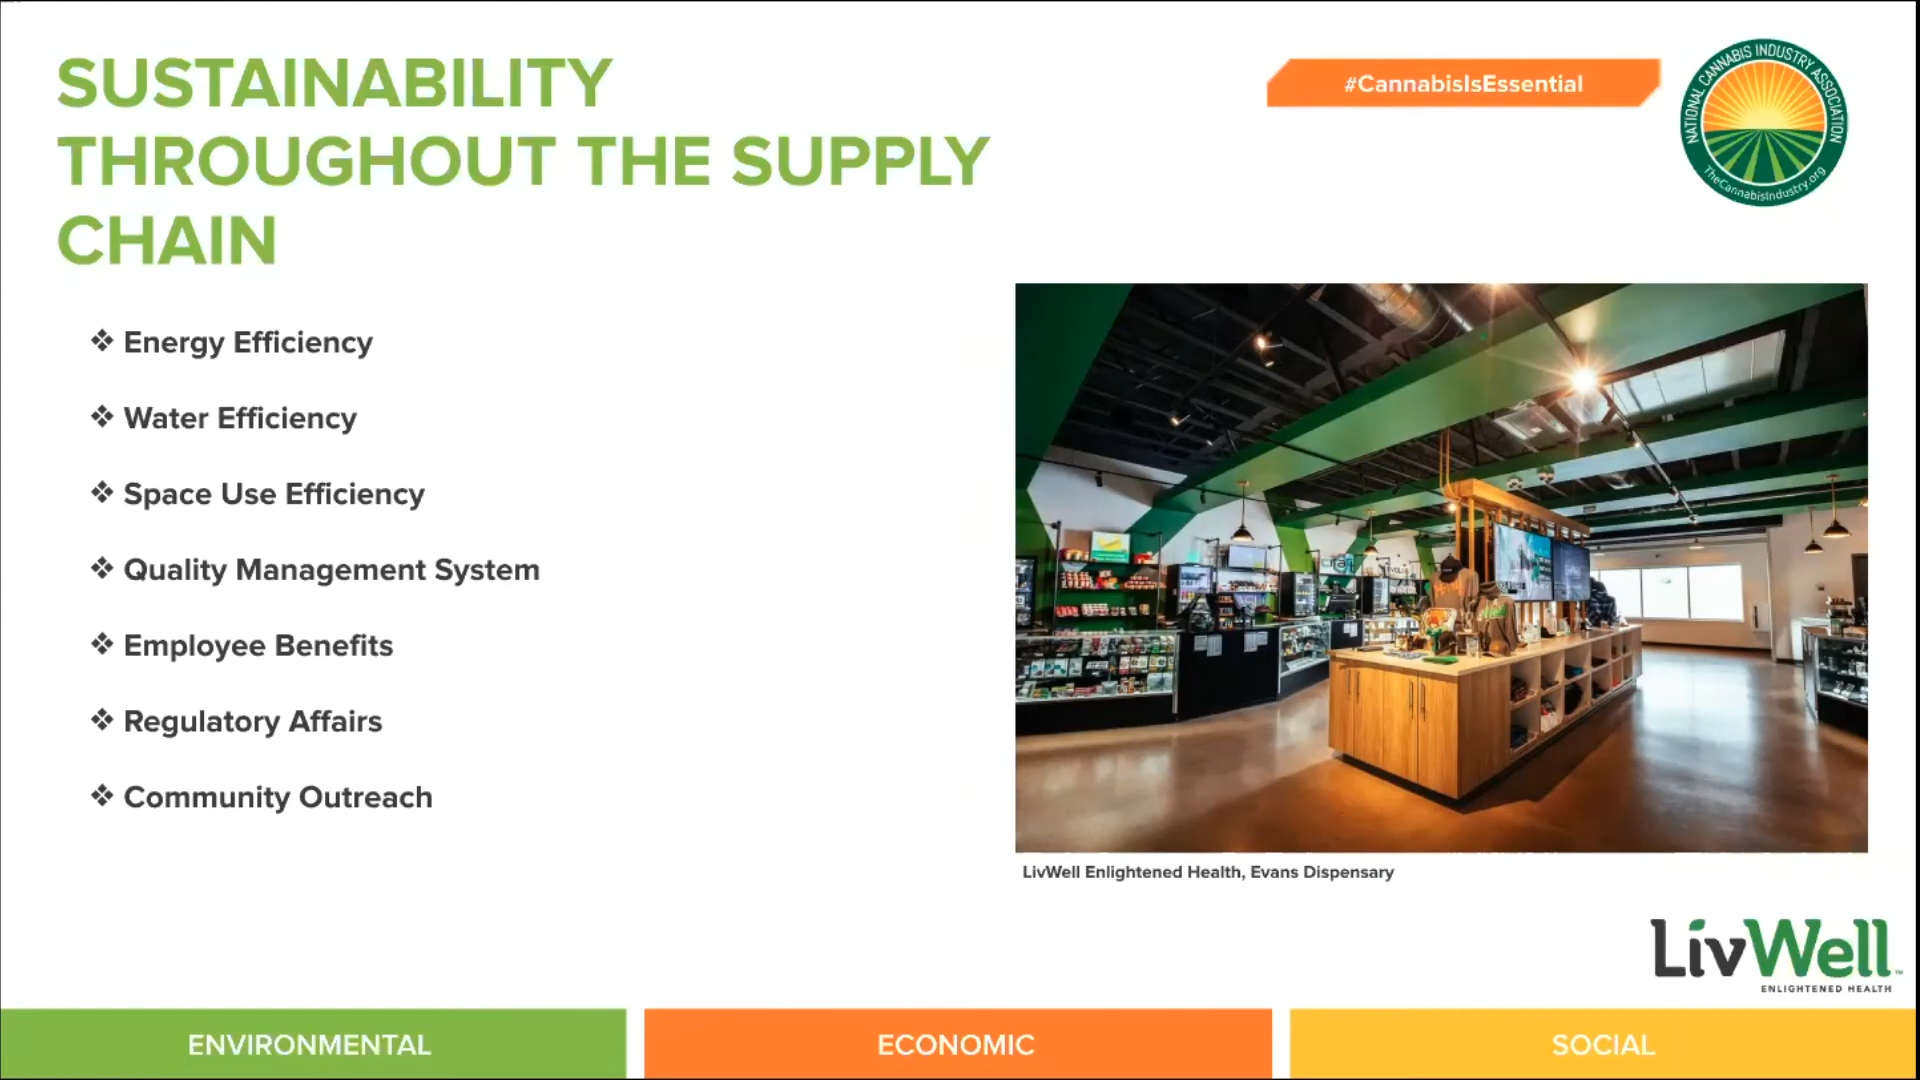 SUSTAINABILITY
THROUGHOUT THE SUPPLY
CHAIN
#CannabisIsEssential
NATIONAL CANNABIS INDUSTRY ASSOCIATION
TheCannabisIndustry.org
❖ Energy Efficiency
❖ Water Efficiency
❖ Space Use Efficiency
❖ Quality Management System
❖ Employee Benefits
❖ Regulatory Affairs
❖ Community Outreach
LivWell Enlightened Health, Evans Dispensary
LivWell™
ENLIGHTENED HEALTH
ENVIRONMENTAL
ECONOMIC
SOCIAL